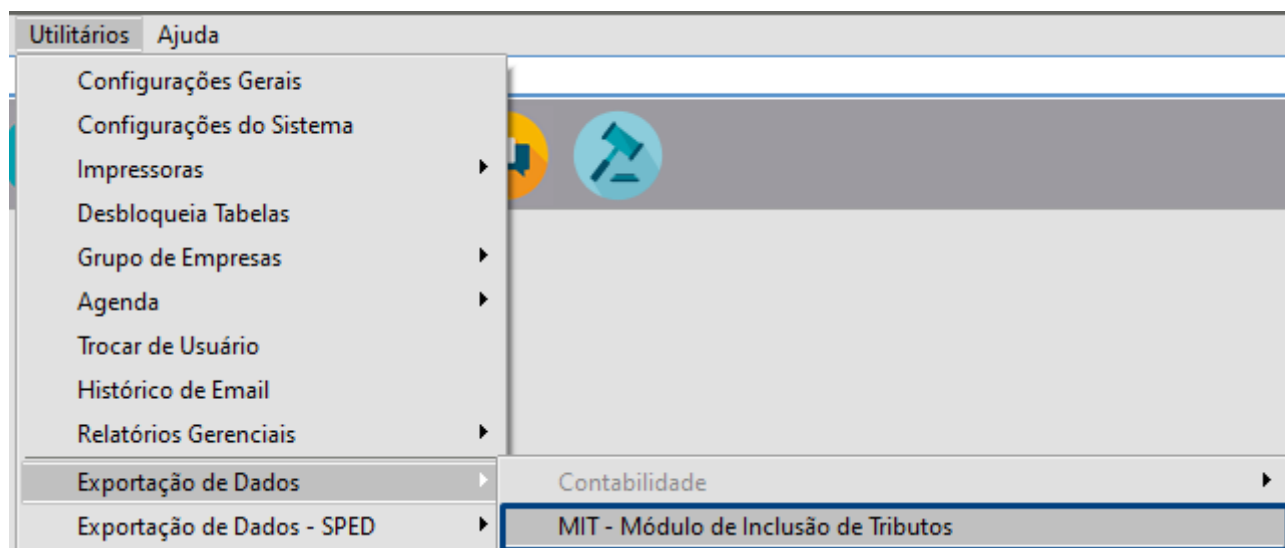 Utilitários Ajuda
Configurações Gerais
Configurações do Sistema
Impressoras
Desbloqueia Tabelas
Grupo de Empresas
Agenda
Trocar de Usuário
Histórico de Email
Relatórios Gerenciais
Exportação de Dados
Contabilidade
Exportação de Dados - SPED
MIT - Módulo de Inclusão de Tributos